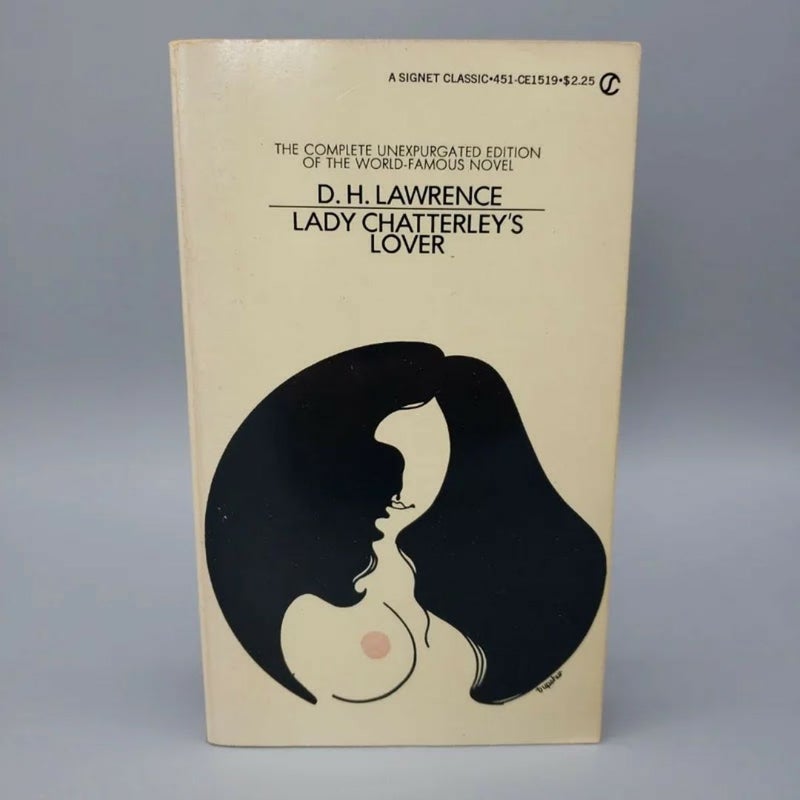 A SIGNET CLASSIC•451-CE1519•$2.25
THE COMPLETE UNEXPURGATED EDITION
OF THE WORLD-FAMOUS NOVEL
D. H. LAWRENCE
LADY CHATTERLEY'S
LOVER